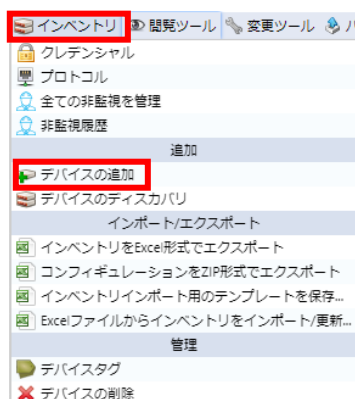 インベントリ 閲覧ツール 変更ツール
クレデンシャル
プロトコル
全ての非監視を管理
非監視履歴
追加
デバイスの追加
デバイスのディスカバリ
インポート/エクスポート
インベントリをExcel形式でエクスポート
コンフィギュレーションをZIP形式でエクスポート
インベントリインポート用のテンプレートを保存...
Excelファイルからインベントリをインポート/更新...
管理
デバイスタグ
デバイスの削除